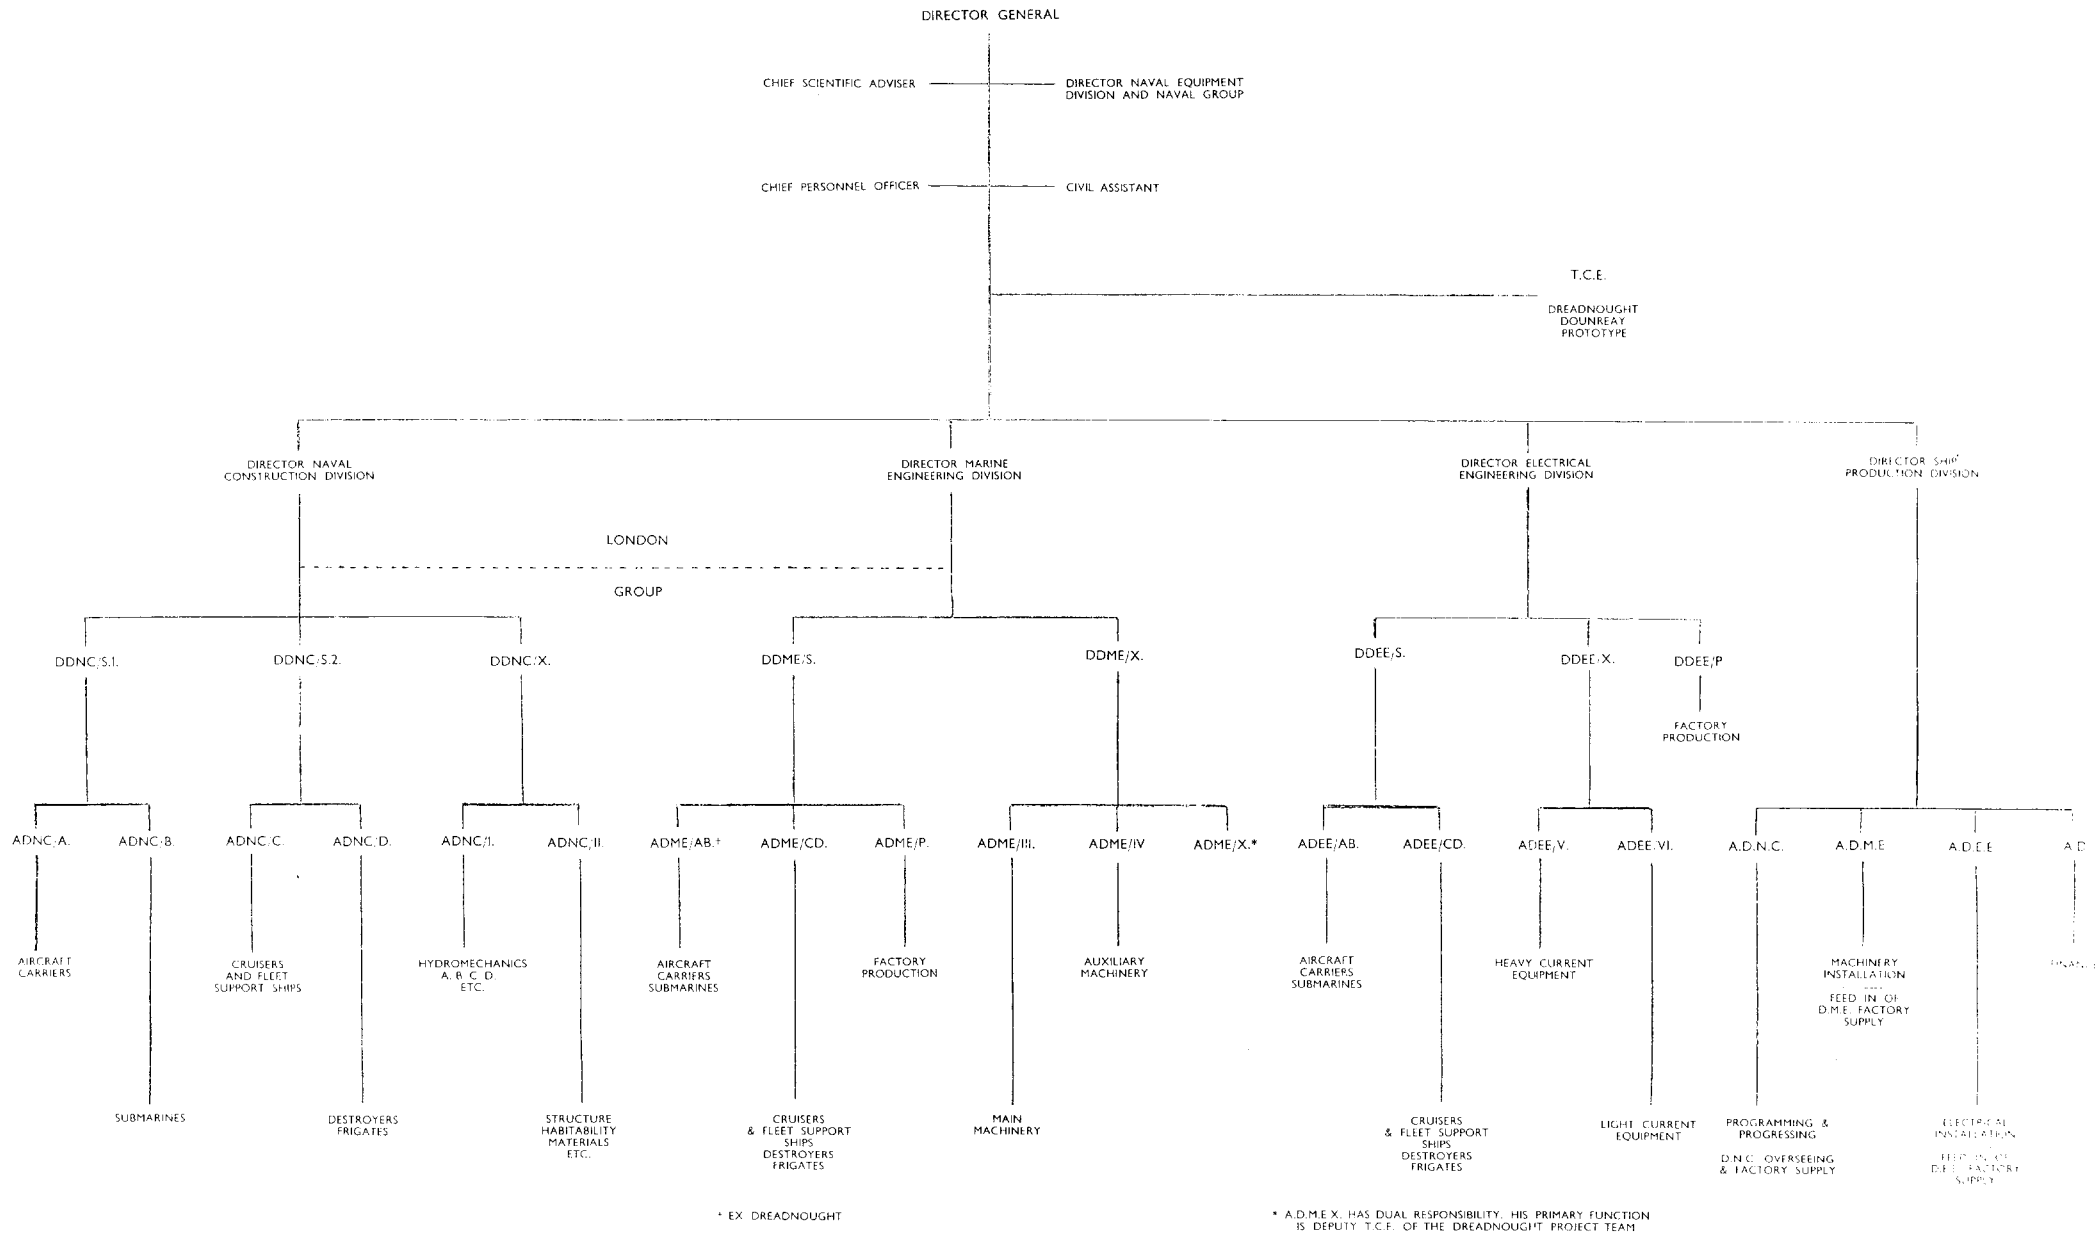 DIRECTOR GENERAL
CHIEF SCIENTIFIC ADVISER
DIRECTOR NAVAL EQUIPMENT
DIVISION AND NAVAL GROUP
CHIEF PERSONNEL OFFICER
CIVIL ASSISTANT
T.C.E.
DREADNOUGHT
DOUNREAY
PROTOTYPE
DIRECTOR NAVAL
CONSTRUCTION DIVISION
DIRECTOR MARINE
ENGINEERING DIVISION
DIRECTOR ELECTRICAL
ENGINEERING DIVISION
DIRECTOR SHIP
PRODUCTION DIVISION
LONDON
GROUP
DDNC/S.1.
DDNC/S.2.
DDNC/X.
DDME/S.
DDME/X.
DDEE/S.
DDEE/X.
DDEE/P
FACTORY
PRODUCTION
ADNC/A.
ADNC/B.
ADNC/C.
ADNC/D.
ADNC/I.
ADNC/II.
ADME/AB.+
ADME/CD.
ADME/P.
ADME/III.
ADME/IV
ADME/X.*
ADEE/AB.
ADEE/CD.
ADEE/V.
ADEE/VI.
A.D.N.C.
A.D.M.E
A.D.E.E
A.D
AIRCRAFT
CARRIERS
SUBMARINES
CRUISERS
AND FLEET
SUPPORT SHIPS
DESTROYERS
FRIGATES
HYDROMECHANICS
A. B. C. D.
ETC.
STRUCTURE
HABITABILITY
MATERIALS
ETC.
AIRCRAFT
CARRIERS
SUBMARINES
CRUISERS
& FLEET SUPPORT
SHIPS
DESTROYERS
FRIGATES
FACTORY
PRODUCTION
MAIN
MACHINERY
AUXILIARY
MACHINERY
AIRCRAFT
CARRIERS
SUBMARINES
CRUISERS
& FLEET SUPPORT
SHIPS
DESTROYERS
FRIGATES
HEAVY CURRENT
EQUIPMENT
LIGHT CURRENT
EQUIPMENT
PROGRAMMING &
PROGRESSING
D.N.C. OVERSEEING
& FACTORY SUPPLY
MACHINERY
INSTALLATION
FEED IN OF
D.M.E. FACTORY
SUPPLY
ELECTRICAL
INSTALLATION
FEED IN OF
D.E.E. FACTORY
SUPPLY
+ EX DREADNOUGHT
* A.D.M.E X. HAS DUAL RESPONSIBILITY. HIS PRIMARY FUNCTION
IS DEPUTY T.C.E. OF THE DREADNOUGHT PROJECT TEAM